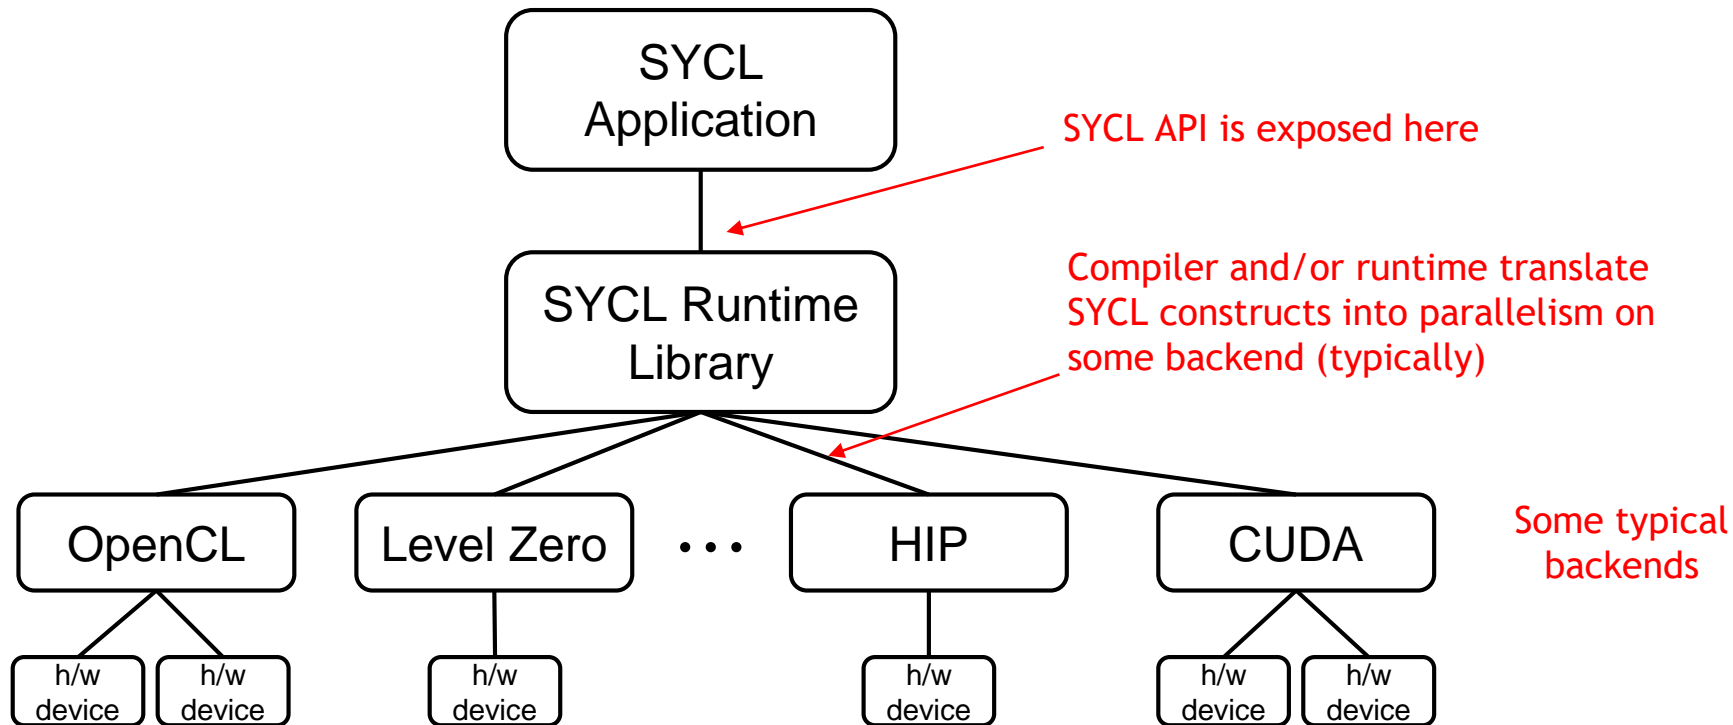 SYCL
Application
SYCL API is exposed here
SYCL Runtime
Library
Compiler and/or runtime translate
SYCL constructs into parallelism on
some backend (typically)
OpenCL
Level Zero
•••
HIP
CUDA
Some typical
backends
h/w
device
h/w
device
h/w
device
h/w
device
h/w
device
h/w
device